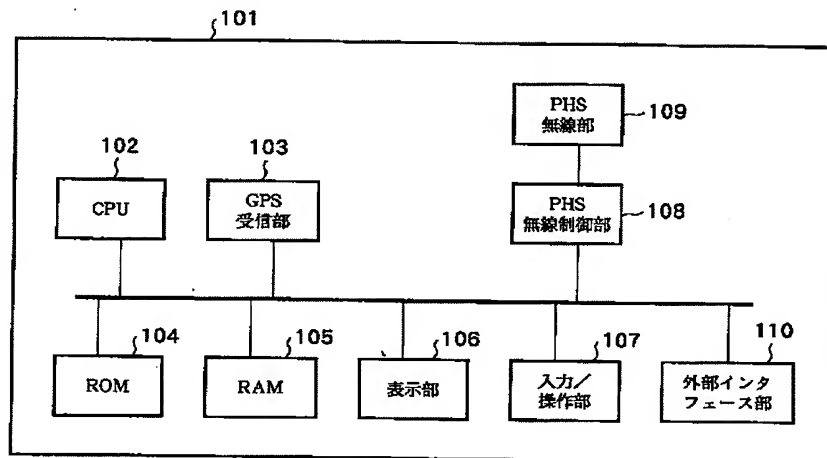 101
PHS
無線部
109
102
103
CPU
GPS
受信部
PHS
無線制御部
108
104
105
106
107
110
ROM
RAM
表示部
入力/
操作部
外部インタ
フェース部